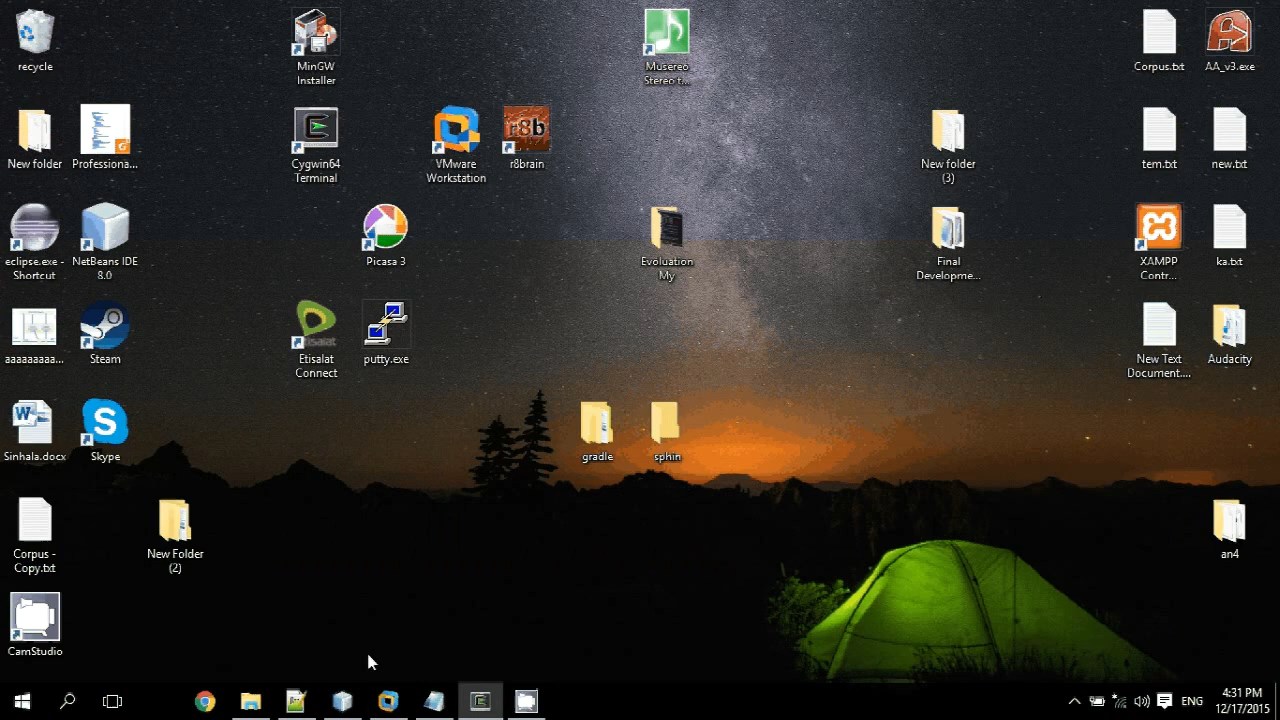 recycle
MinGW
Installer
Musereo
Stereo t...
Corpus.txt
AA_v3.exe
New folder
Professiona...
Cygwin64
Terminal
VMware
Workstation
r8b
r8brain
New folder
(3)
tem.txt
new.txt
eclipse.exe -
Shortcut
NetBeans IDE
8.0
Picasa 3
Evoluation
My
Final
Developme...
XAMPP
Contr...
ka.txt
aaaaaaaaa...
Steam
etisalat
Etisalat
Connect
putty.exe
New Text
Document....
Audacity
Sinhala.docx
Skype
gradle
sphin
Corpus -
Copy.txt
New Folder
(2)
an4
CamStudio
ENG
4:31 PM
12/17/2015